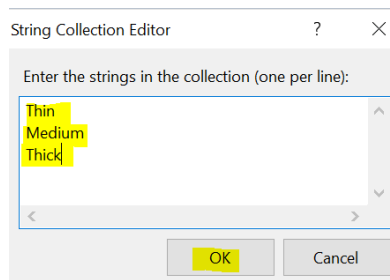 String Collection Editor ?
Enter the strings in the collection (one per line):
Thin
Medium
Thick
OK Cancel